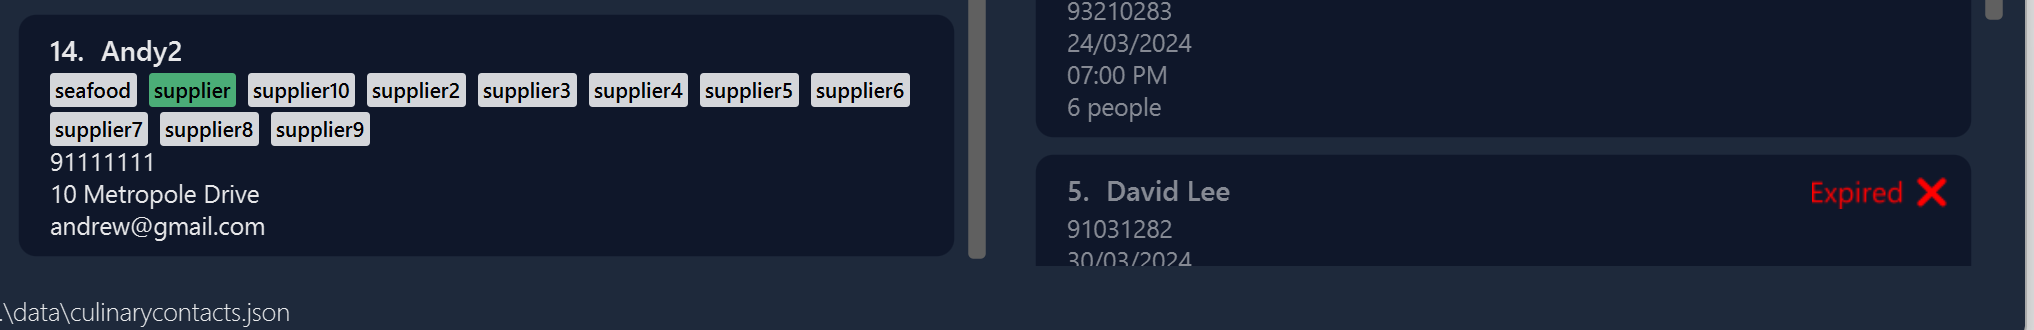 14. Andy2
seafood supplier supplier10 supplier2 supplier3 supplier4 supplier5 supplier6
supplier7 supplier8 supplier9
91111111
10 Metropole Drive
andrew@gmail.com
93210283
24/03/2024
07:00 PM
6 people
5. David Lee Expired
91031282
30/03/2024
.\data\culinarycontacts.json